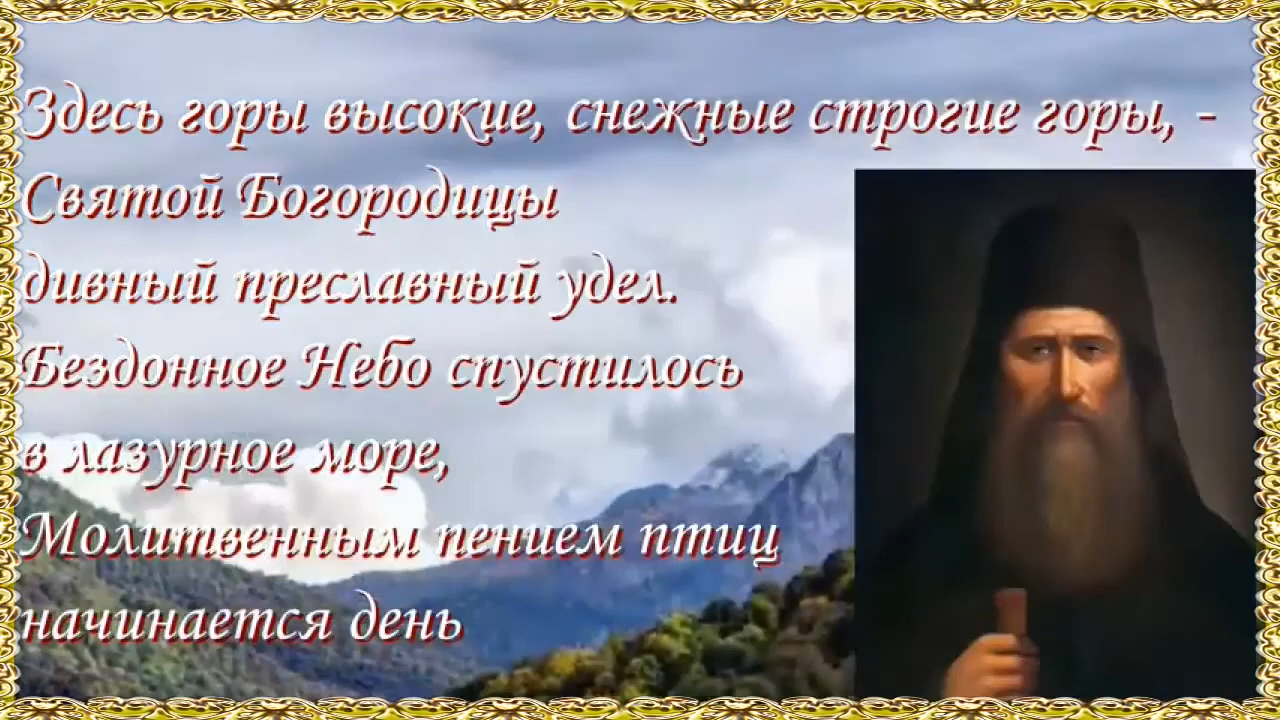 Здесь горы высокие, снежные строгие горы, -
Святой Богородицы
дивный преславный удел.
Бездонное Небо спустилось
в лазурное море,
Молитвенным пением птиц
начинается день